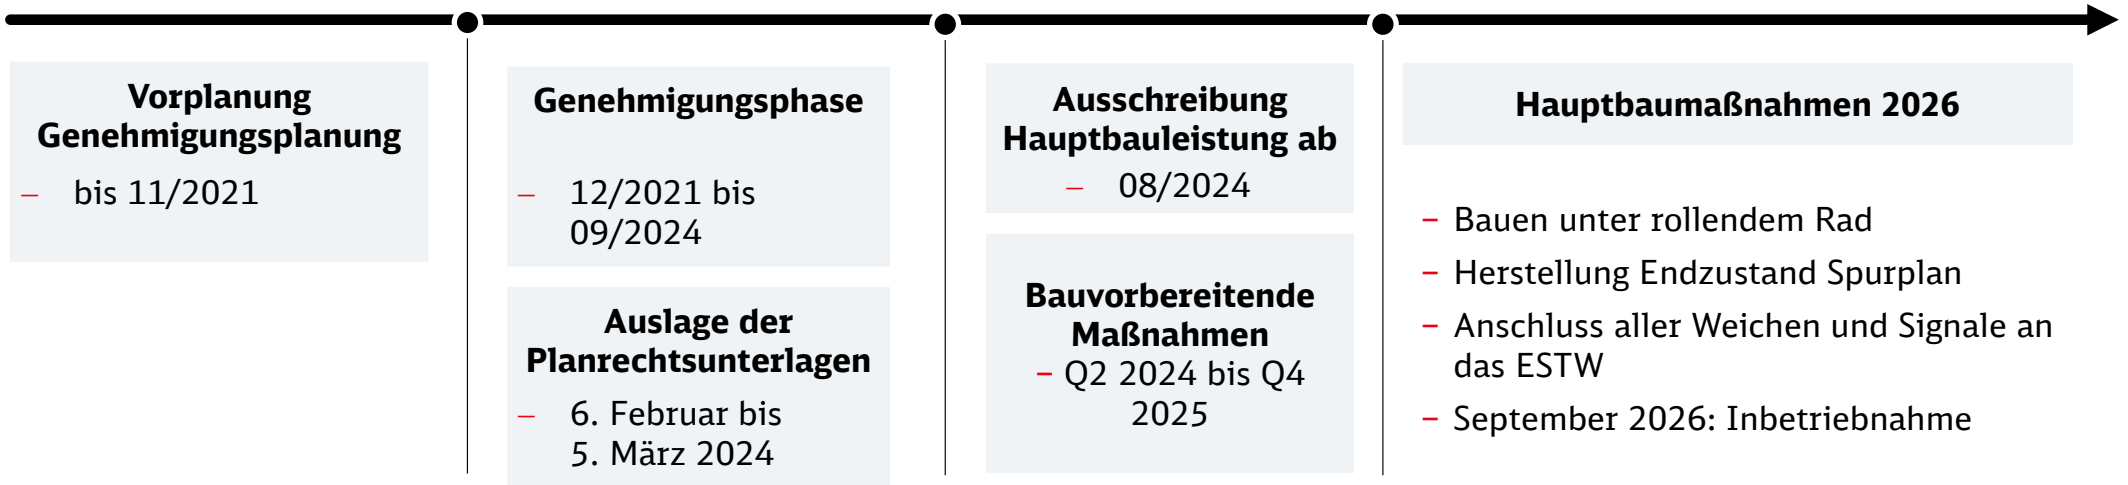 Vorplanung
Genehmigungsplanung
– bis 11/2021
Genehmigungsphase
– 12/2021 bis
09/2024
Auslage der
Planrechtsunterlagen
– 6. Februar bis
5. März 2024
Ausschreibung
Hauptbauleistung ab
– 08/2024
Bauvorbereitende
Maßnahmen
– Q2 2024 bis Q4
2025
Hauptbaumaßnahmen 2026
– Bauen unter rollendem Rad
– Herstellung Endzustand Spurplan
– Anschluss aller Weichen und Signale an
das ESTW
– September 2026: Inbetriebnahme